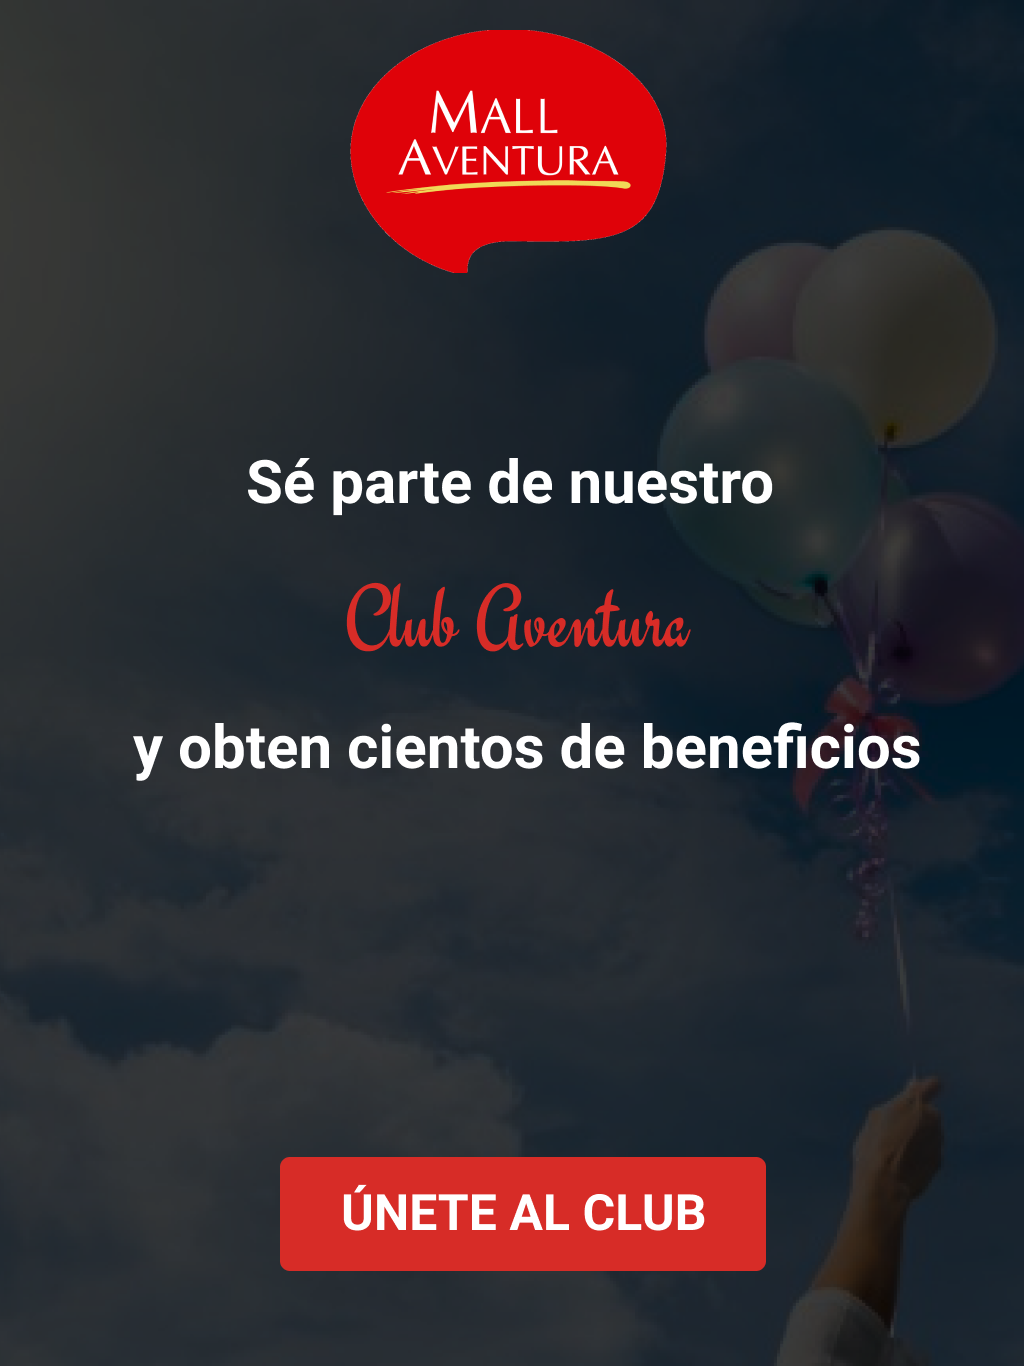 MALL
AVENTURA
Sé parte de nuestro
Club Aventura
y obten cientos de beneficios
ÚNETE AL CLUB